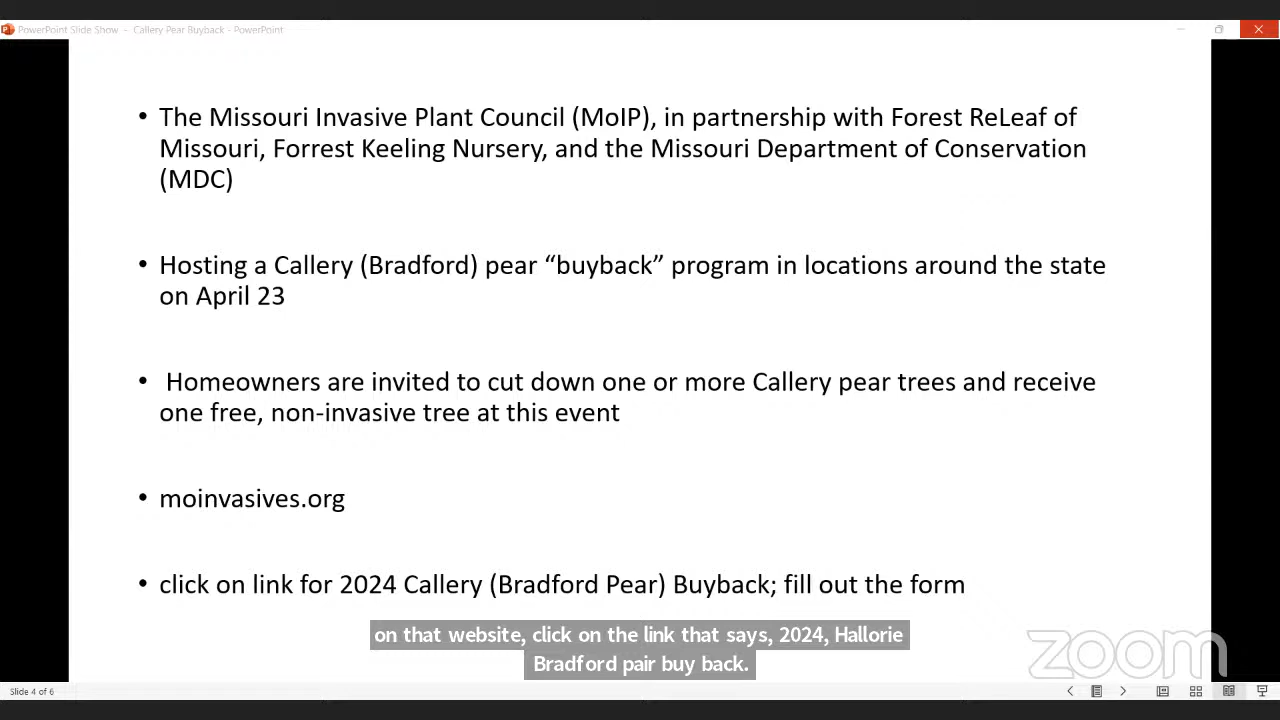 PowerPoint Slide Show - Callery Pear Buyback - PowerPoint
• The Missouri Invasive Plant Council (MoIP), in partnership with Forest ReLeaf of
Missouri, Forrest Keeling Nursery, and the Missouri Department of Conservation
(MDC)
• Hosting a Callery (Bradford) pear “buyback” program in locations around the state
on April 23
• Homeowners are invited to cut down one or more Callery pear trees and receive
one free, non-invasive tree at this event
• moinvasives.org
• click on link for 2024 Callery (Bradford Pear) Buyback; fill out the form
on that website, click on the link that says, 2024, Hallorie
Bradford pair buy back.
zoom
Slide 4 of 6